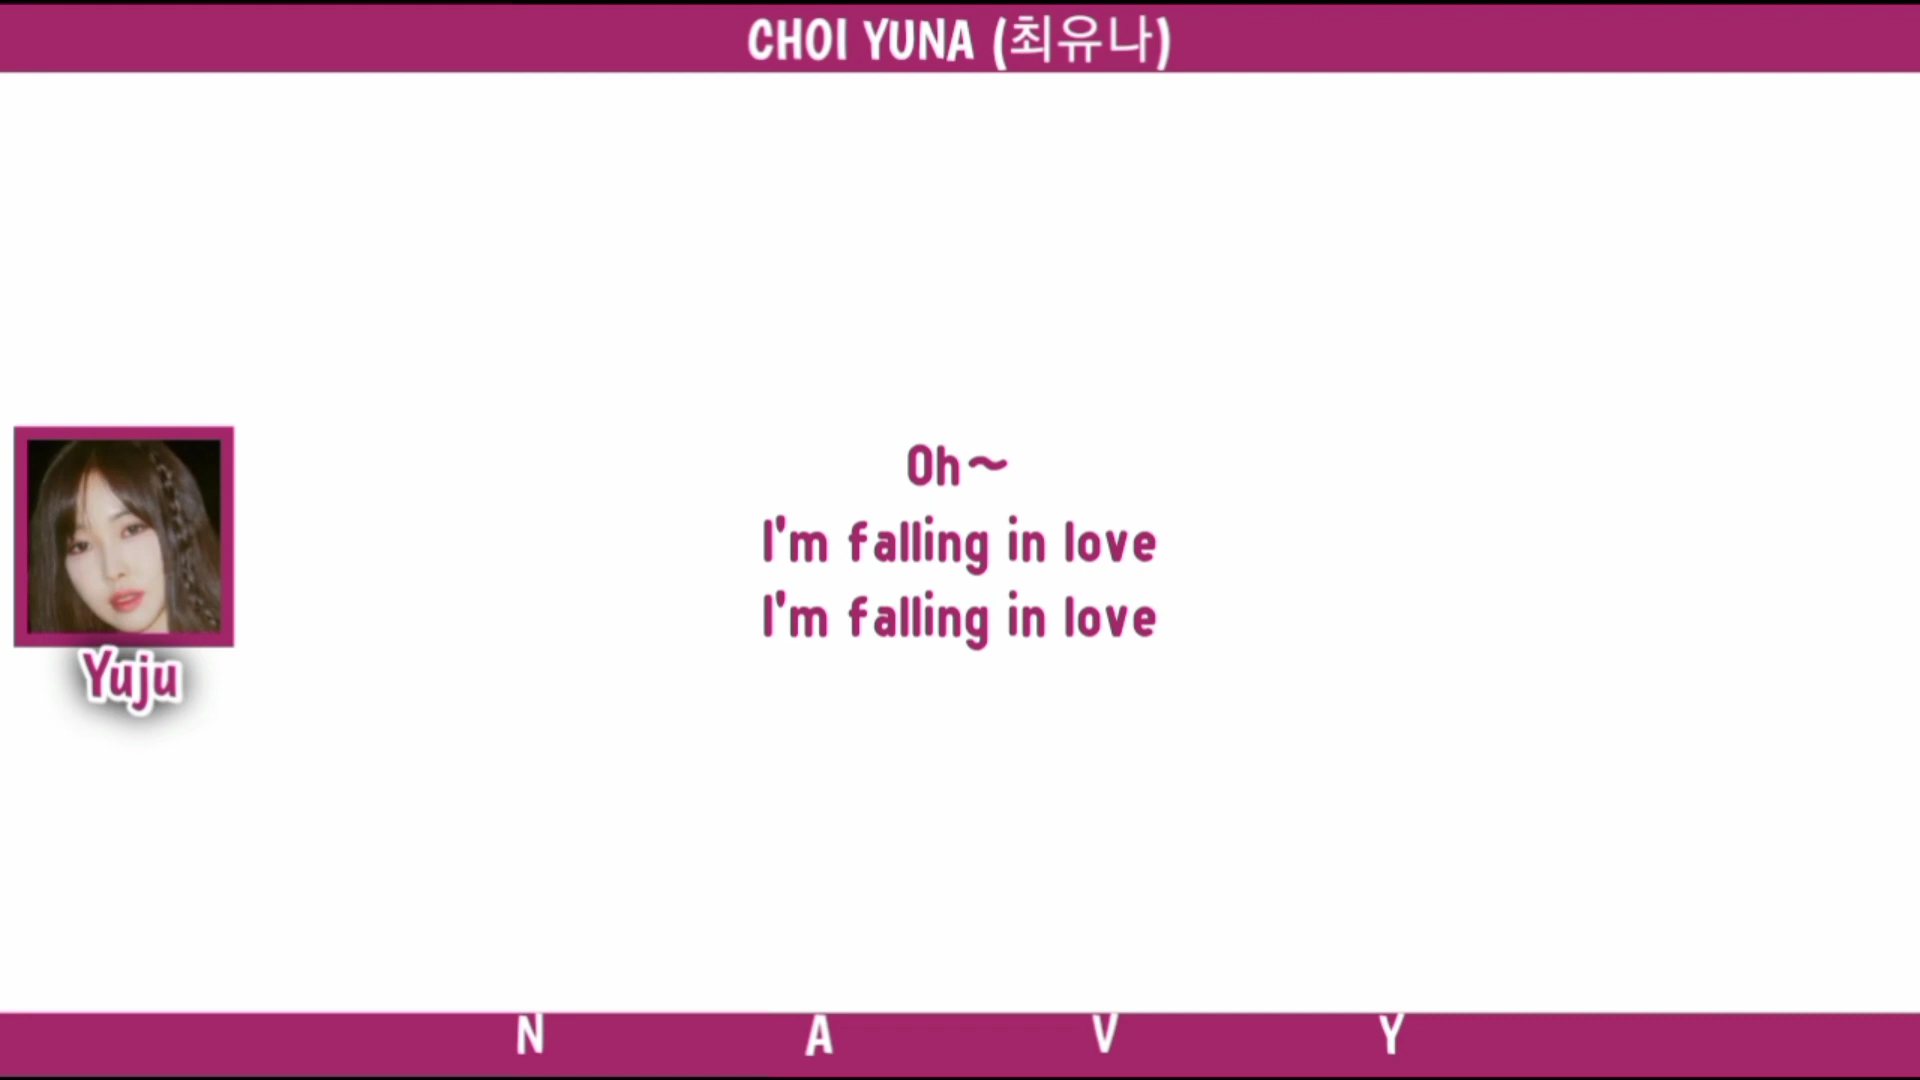 CHOI YUNA (최유나)
Oh~
I'm falling in love
I'm falling in love
Yuju
N A V Y